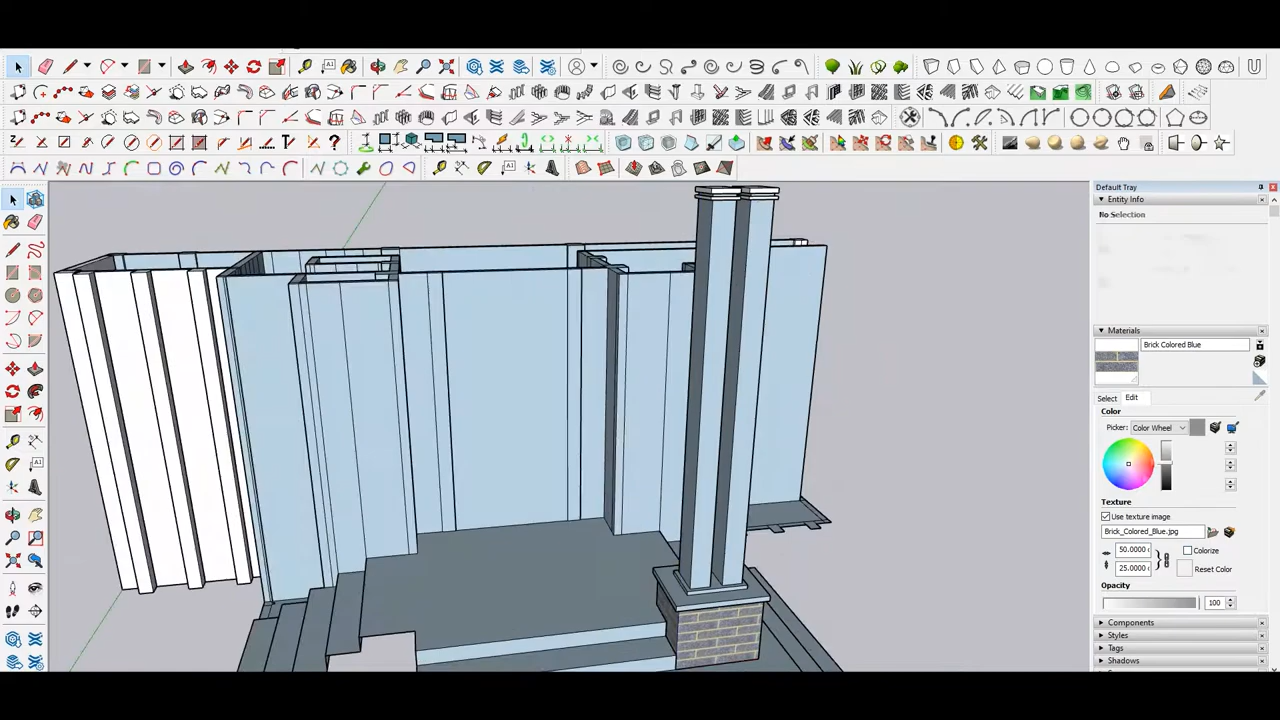 Default Tray
Entity Info
No Selection
Materials
Brick Colored Blue
Select Edit
Color
Picker: Color Wheel
Texture
Use texture image
Brick_Colored_Blue.jpg
50.0000 Colorize
25.0000 Reset Color
Opacity
100
Components
Styles
Tags
Shadows